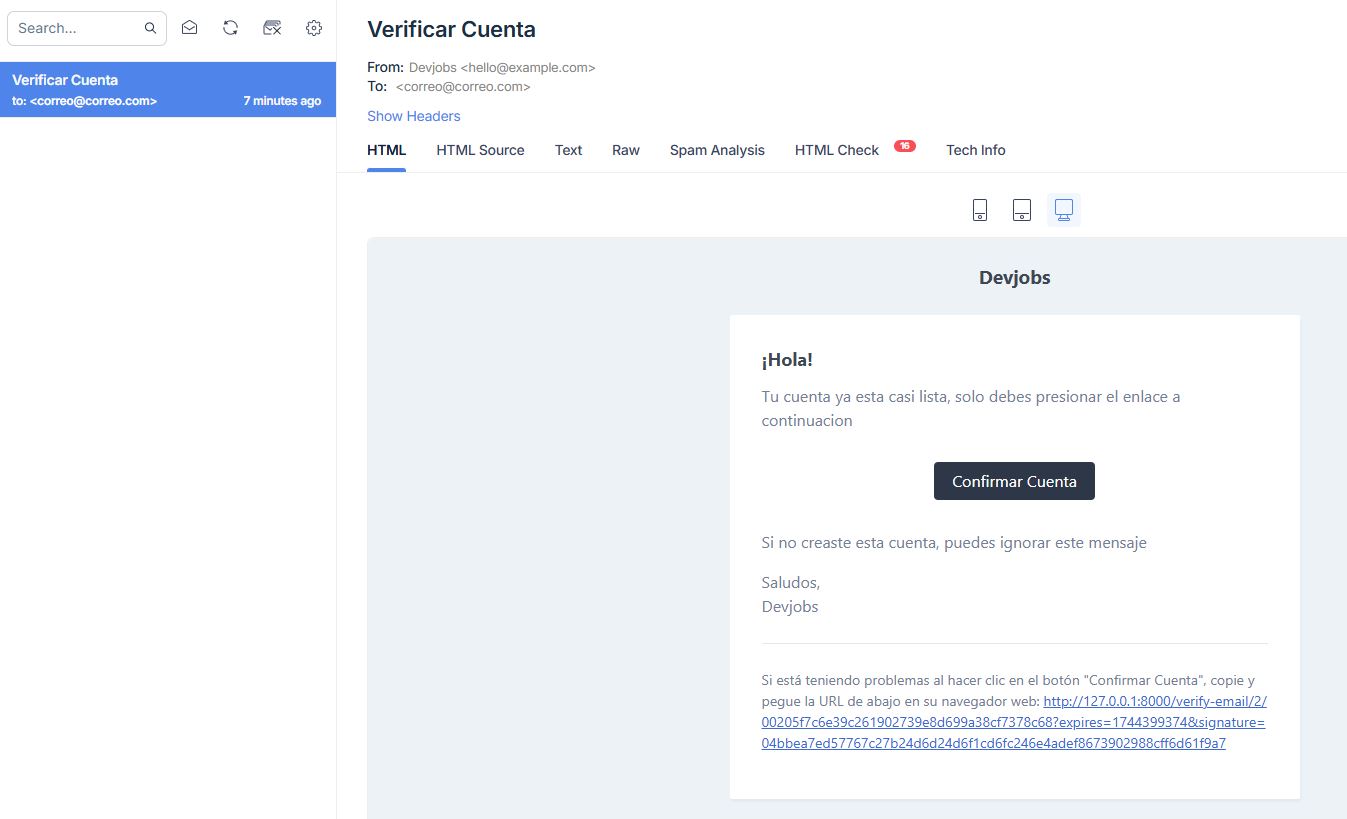 Search...
Verificar Cuenta
to: <correo@correo.com> 7 minutes ago
Verificar Cuenta
From: Devjobs <hello@example.com>
To: <correo@correo.com>
Show Headers
HTML HTML Source Text Raw Spam Analysis HTML Check 16 Tech Info
Devjobs
¡Hola!
Tu cuenta ya esta casi lista, solo debes presionar el enlace a
continuacion
Confirmar Cuenta
Si no creaste esta cuenta, puedes ignorar este mensaje
Saludos,
Devjobs
Si está teniendo problemas al hacer clic en el botón "Confirmar Cuenta", copie y
pegue la URL de abajo en su navegador web: http://127.0.0.1:8000/verify-email/2/
00205f7c6e39c261902739e8d699a38cf7378c68?expires=1744399374&signature=
04bbea7ed57767c27b24d6d24d6f1cd6fc246e4adef8673902988cff6d61f9a7